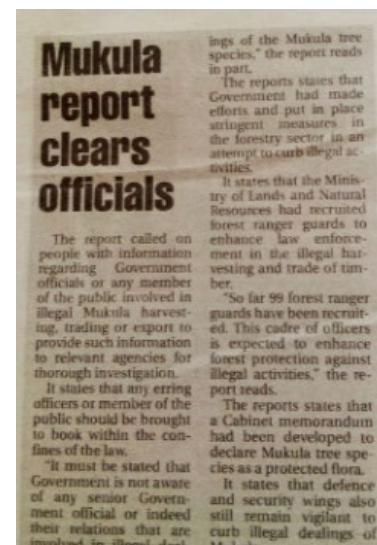 Mukula
report
clears
officials
The report called on
people with information
regarding Government
officials or any member
of the public involved in
illegal Mukula harvest-
ing, trading or export to
provide such information
to relevant agencies for
thorough investigation.
It states that any erring
officers or member of the
public should be brought
to book within the con-
fines of the law.
"It must be stated that
Government is not aware
of any senior Govern-
ment official or indeed
their relations that are
involved in illegal deal-
ings of the Mukula tree
species," the report reads
in part.
The reports states that
Government had made
efforts and put in place
stringent measures in
the forestry sector in an
attempt to curb illegal ac-
tivities.
It states that the Minis-
try of Lands and Natural
Resources had recruited
forest ranger guards to
enhance law enforce-
ment in the illegal har-
vesting and trade of tim-
ber.
"So far 99 forest ranger
guards have been recruit-
ed. This cadre of officers
is expected to enhance
forest protection against
illegal activities," the re-
port reads.
The reports states that
a Cabinet memorandum
had been developed to
declare Mukula tree spe-
cies as a protected flora.
It states that defence
and security wings also
still remain vigilant to
curb illegal dealings of